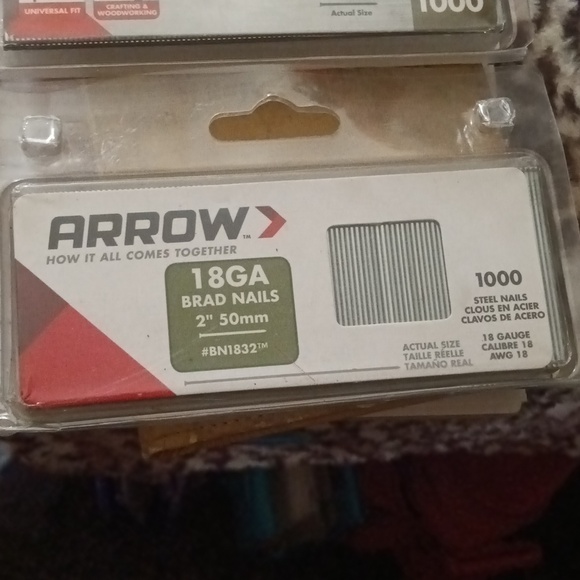 UNIVERSAL FIT
CRAFTING &
WOODWORKING
Actual Size
1000
ARROW™
HOW IT ALL COMES TOGETHER
18GA
BRAD NAILS
2" 50mm
#BN1832™
1000
STEEL NAILS
CLOUS EN ACIER
CLAVOS DE ACERO
18 GAUGE
CALIBRE 18
AWG 18
ACTUAL SIZE
TAILLE RÉELLE
TAMAÑO REAL